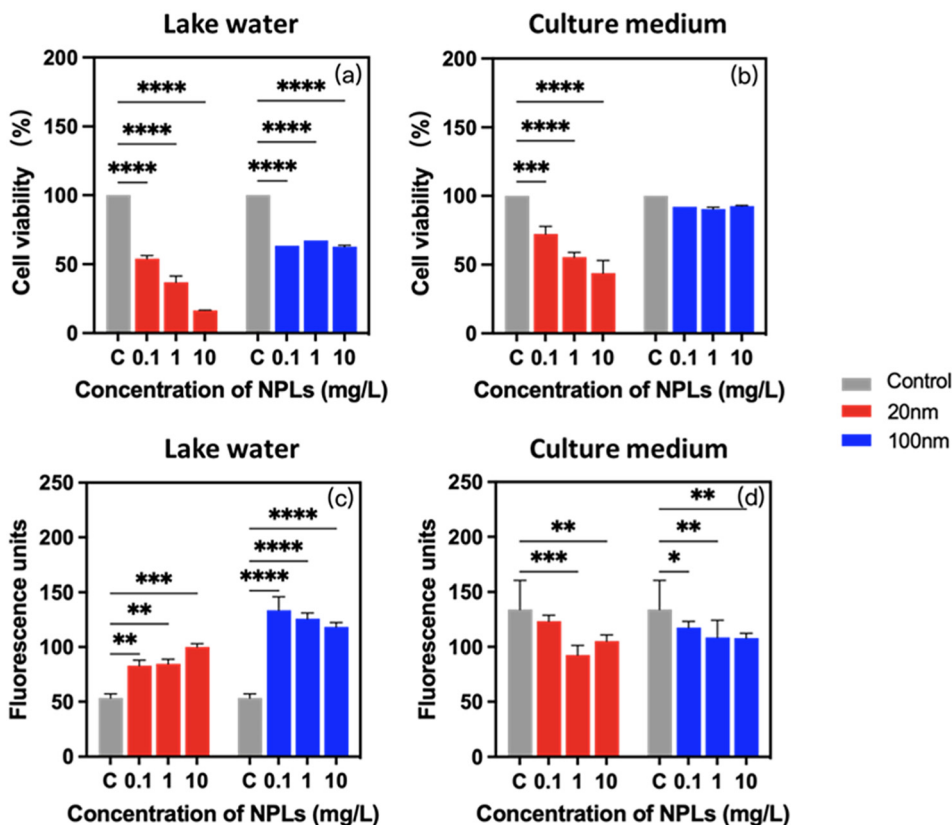 Lake water
(a)
200
150
100
50
0
Cell viability (%)
****
****
****
****
****
****
C 0.1 1 10 C 0.1 1 10
Concentration of NPLs (mg/L)
Culture medium
(b)
200
150
100
50
0
Cell viability (%)
****
****
***
C 0.1 1 10 C 0.1 1 10
Concentration of NPLs (mg/L)
Control
20nm
100nm
Lake water
(c)
250
200
150
100
50
0
Fluorescence units
***
**
**
****
****
****
C 0.1 1 10 C 0.1 1 10
Concentration of NPLs (mg/L)
Culture medium
(d)
250
200
150
100
50
0
Fluorescence units
**
***
**
**
*
C 0.1 1 10 C 0.1 1 10
Concentration of NPLs (mg/L)